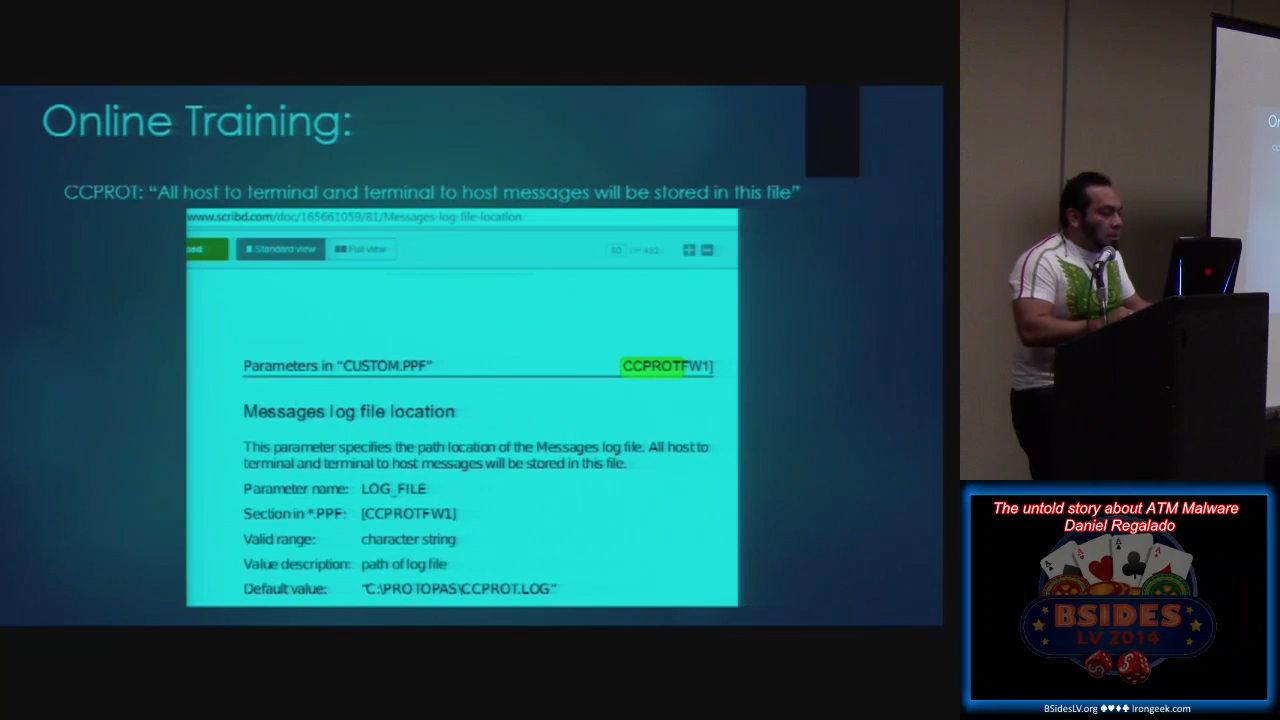 Online Training:
CCPROT: “All host to terminal and terminal to host messages will be stored in this file”
www.scribd.com/doc/165661059/81/Messages-log-file-location
Standard View
Full View
OF 492
Parameters in “CUSTOM.PPF”
CCPROTFW1]
Messages log file location
This parameter specifies the path location of the Messages log file. All host to
terminal and terminal to host messages will be stored in this file.
Parameter name: LOG_FILE
Section in *.PPF: [CCPROTFW1]
Valid range: character string
Value description: path of log file
Default value: “C:\PROTOPAS\CCPROT.LOG”
The untold story about ATM Malware
Daniel Regalado
BSIDES
LV 2014
BSidesLV.org ♠♥♦♣ Irongeek.com